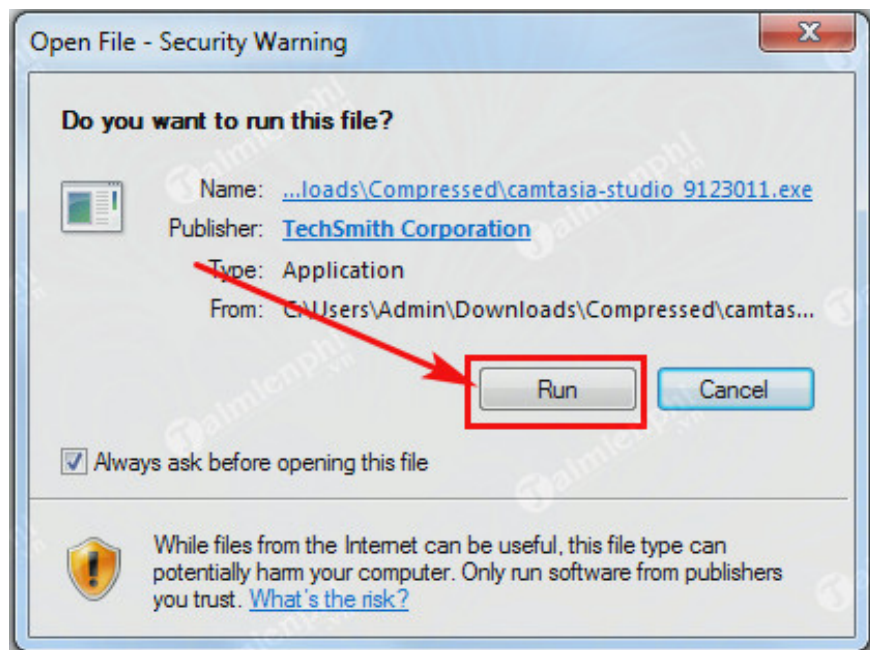 Open File - Security Warning
Do you want to run this file?
Name: ...loads\Compressed\camtasia-studio_9123011.exe
Publisher: TechSmith Corporation
Type: Application
From: C:\Users\Admin\Downloads\Compressed\camtas...
Run Cancel
Always ask before opening this file
While files from the Internet can be useful, this file type can
potentially harm your computer. Only run software from publishers
you trust. What's the risk?